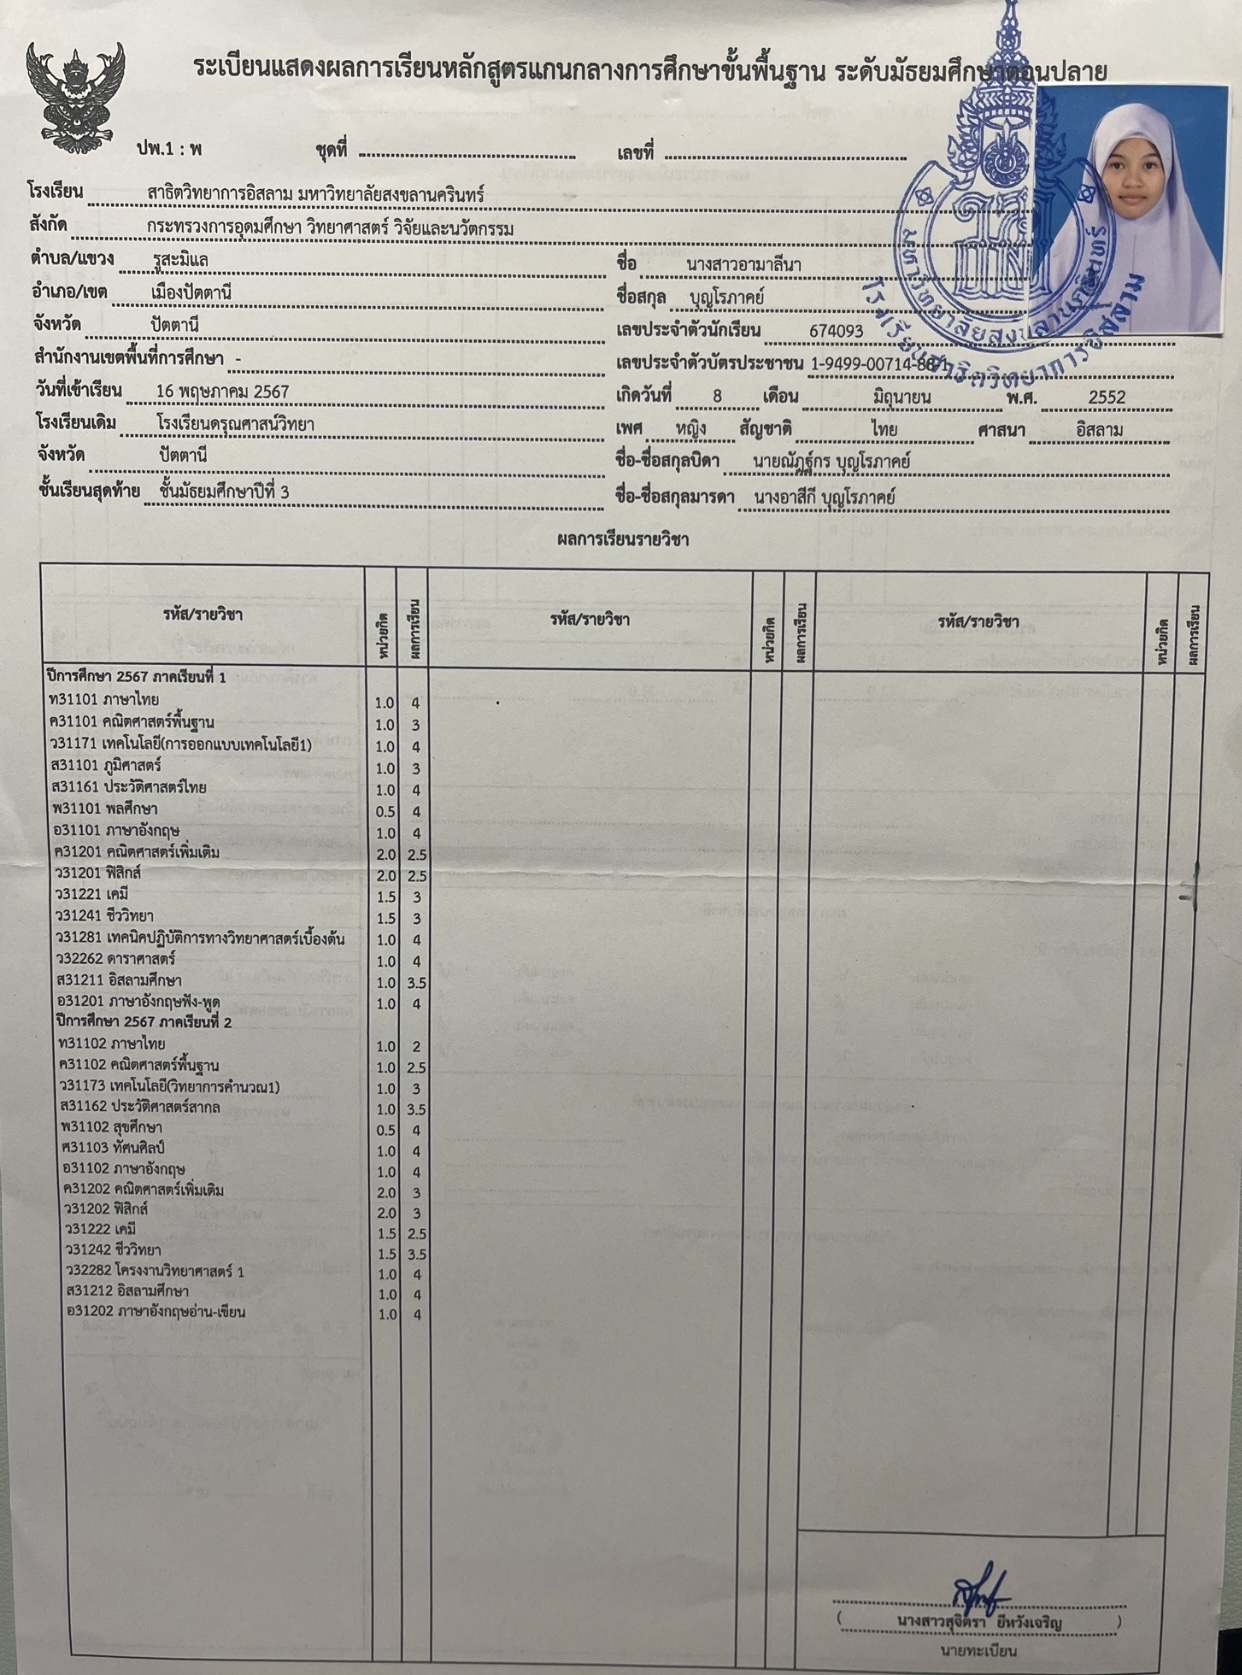 ระเบียนแสดงผลการเรียนหลักสูตรแกนกลางการศึกษาขั้นพื้นฐาน ระดับมัธยมศึกษาตอนปลาย
ปพ.1 : พ ชุดที่ เลขที่
โรงเรียน สาธิตวิทยาการอิสลาม มหาวิทยาลัยสงขลานครินทร์
สังกัด กระทรวงการอุดมศึกษา วิทยาศาสตร์ วิจัยและนวัตกรรม
ตำบล/แขวง รูสะมิแล
อำเภอ/เขต เมืองปัตตานี
จังหวัด ปัตตานี
สำนักงานเขตพื้นที่การศึกษา -
วันที่เข้าเรียน 16 พฤษภาคม 2567
โรงเรียนเดิม โรงเรียนดรุณศาสน์วิทยา
จังหวัด ปัตตานี
ชั้นเรียนสุดท้าย ชั้นมัธยมศึกษาปีที่ 3
ชื่อ นางสาวอามาลีนา
ชื่อสกุล บุญโรภาคย์
เลขประจำตัวนักเรียน 674093
เลขประจำตัวบัตรประชาชน 1-9499-00714-
เกิดวันที่ 8 เดือน มิถุนายน พ.ศ. 2552
เพศ หญิง สัญชาติ ไทย ศาสนา อิสลาม
ชื่อ-ชื่อสกุลบิดา นายณัฏฐ์กร บุญโรภาคย์
ชื่อ-ชื่อสกุลมารดา นางอาสีกี บุญโรภาคย์
มหาวิทยาลัยสงขลานครินทร์
โรงเรียนสาธิตวิทยาการอิสลาม
ผลการเรียนรายวิชา
รหัส/รายวิชา หน่วยกิต ผลการเรียน รหัส/รายวิชา หน่วยกิต ผลการเรียน รหัส/รายวิชา หน่วยกิต ผลการเรียน
ปีการศึกษา 2567 ภาคเรียนที่ 1
ท31101 ภาษาไทย 1.0 4
ค31101 คณิตศาสตร์พื้นฐาน 1.0 3
ว31171 เทคโนโลยี(การออกแบบเทคโนโลยี1) 1.0 4
ส31101 ภูมิศาสตร์ 1.0 3
ส31161 ประวัติศาสตร์ไทย 1.0 4
พ31101 พลศึกษา 0.5 4
อ31101 ภาษาอังกฤษ 1.0 4
ค31201 คณิตศาสตร์เพิ่มเติม 2.0 2.5
ว31201 ฟิสิกส์ 2.0 2.5
ว31221 เคมี 1.5 3
ว31241 ชีววิทยา 1.5 3
ว31281 เทคนิคปฏิบัติการทางวิทยาศาสตร์เบื้องต้น 1.0 4
ว32262 ดาราศาสตร์ 1.0 4
ส31211 อิสลามศึกษา 1.0 3.5
อ31201 ภาษาอังกฤษฟัง-พูด 1.0 4
ปีการศึกษา 2567 ภาคเรียนที่ 2
ท31102 ภาษาไทย 1.0 2
ค31102 คณิตศาสตร์พื้นฐาน 1.0 2.5
ว31173 เทคโนโลยี(วิทยาการคำนวณ1) 1.0 3
ส31162 ประวัติศาสตร์สากล 1.0 3.5
พ31102 สุขศึกษา 0.5 4
ศ31103 ทัศนศิลป์ 1.0 4
อ31102 ภาษาอังกฤษ 1.0 4
ค31202 คณิตศาสตร์เพิ่มเติม 2.0 3
ว31202 ฟิสิกส์ 2.0 3
ว31222 เคมี 1.5 2.5
ว31242 ชีววิทยา 1.5 3.5
ว32282 โครงงานวิทยาศาสตร์ 1 1.0 4
ส31212 อิสลามศึกษา 1.0 4
อ31202 ภาษาอังกฤษอ่าน-เขียน 1.0 4
( นางสาวสุจิตรา ยีหวังเจริญ )
นายทะเบียน